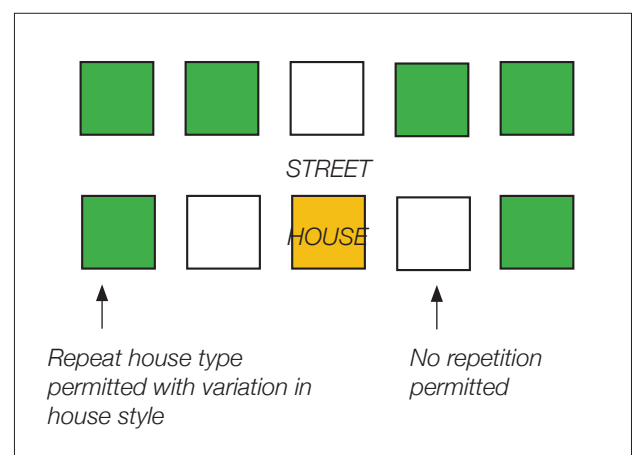 STREET
HOUSE
Repeat house type
permitted with variation in
house style
No repetition
permitted